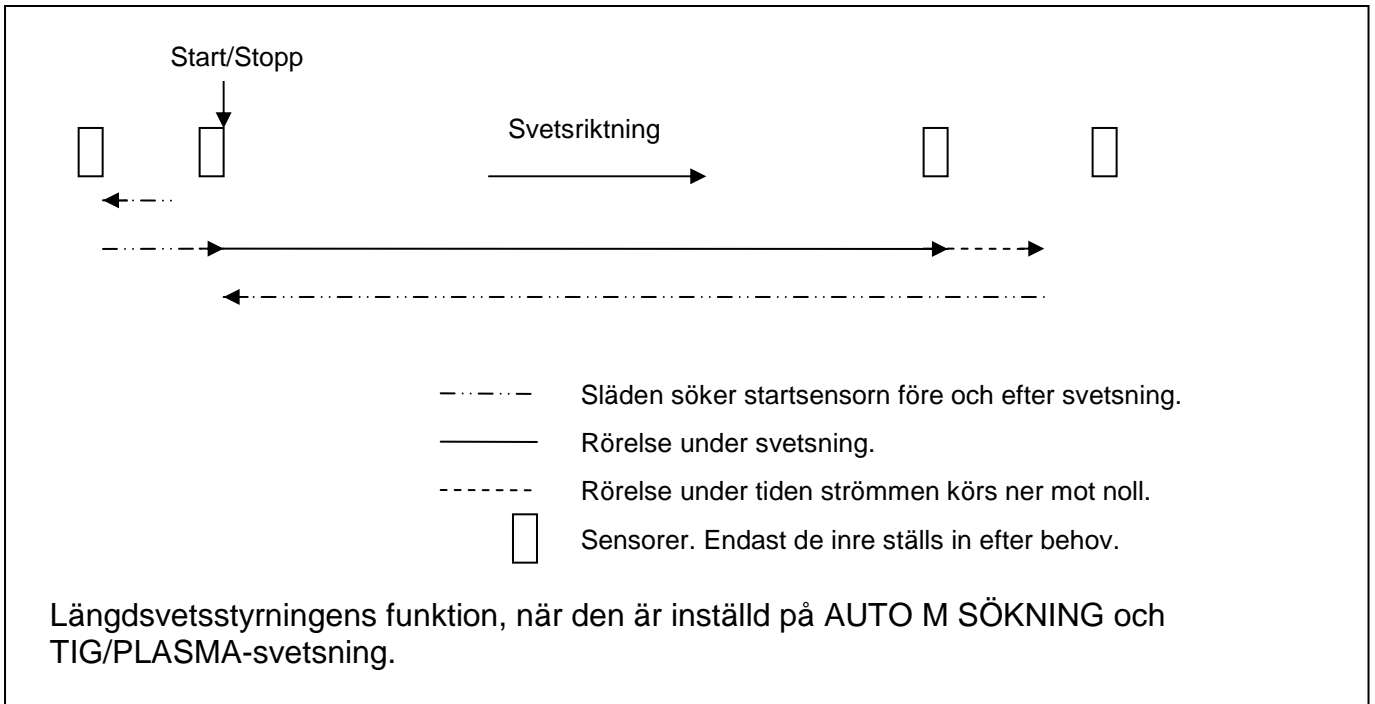 Start/Stopp
Svetsriktning
Släden söker startsensorn före och efter svetsning.
Rörelse under svetsning.
Rörelse under tiden strömmen körs ner mot noll.
Sensorer. Endast de inre ställs in efter behov.
Längdsvetsstyrningens funktion, när den är inställd på AUTO M SÖKNING och
TIG/PLASMA-svetsning.